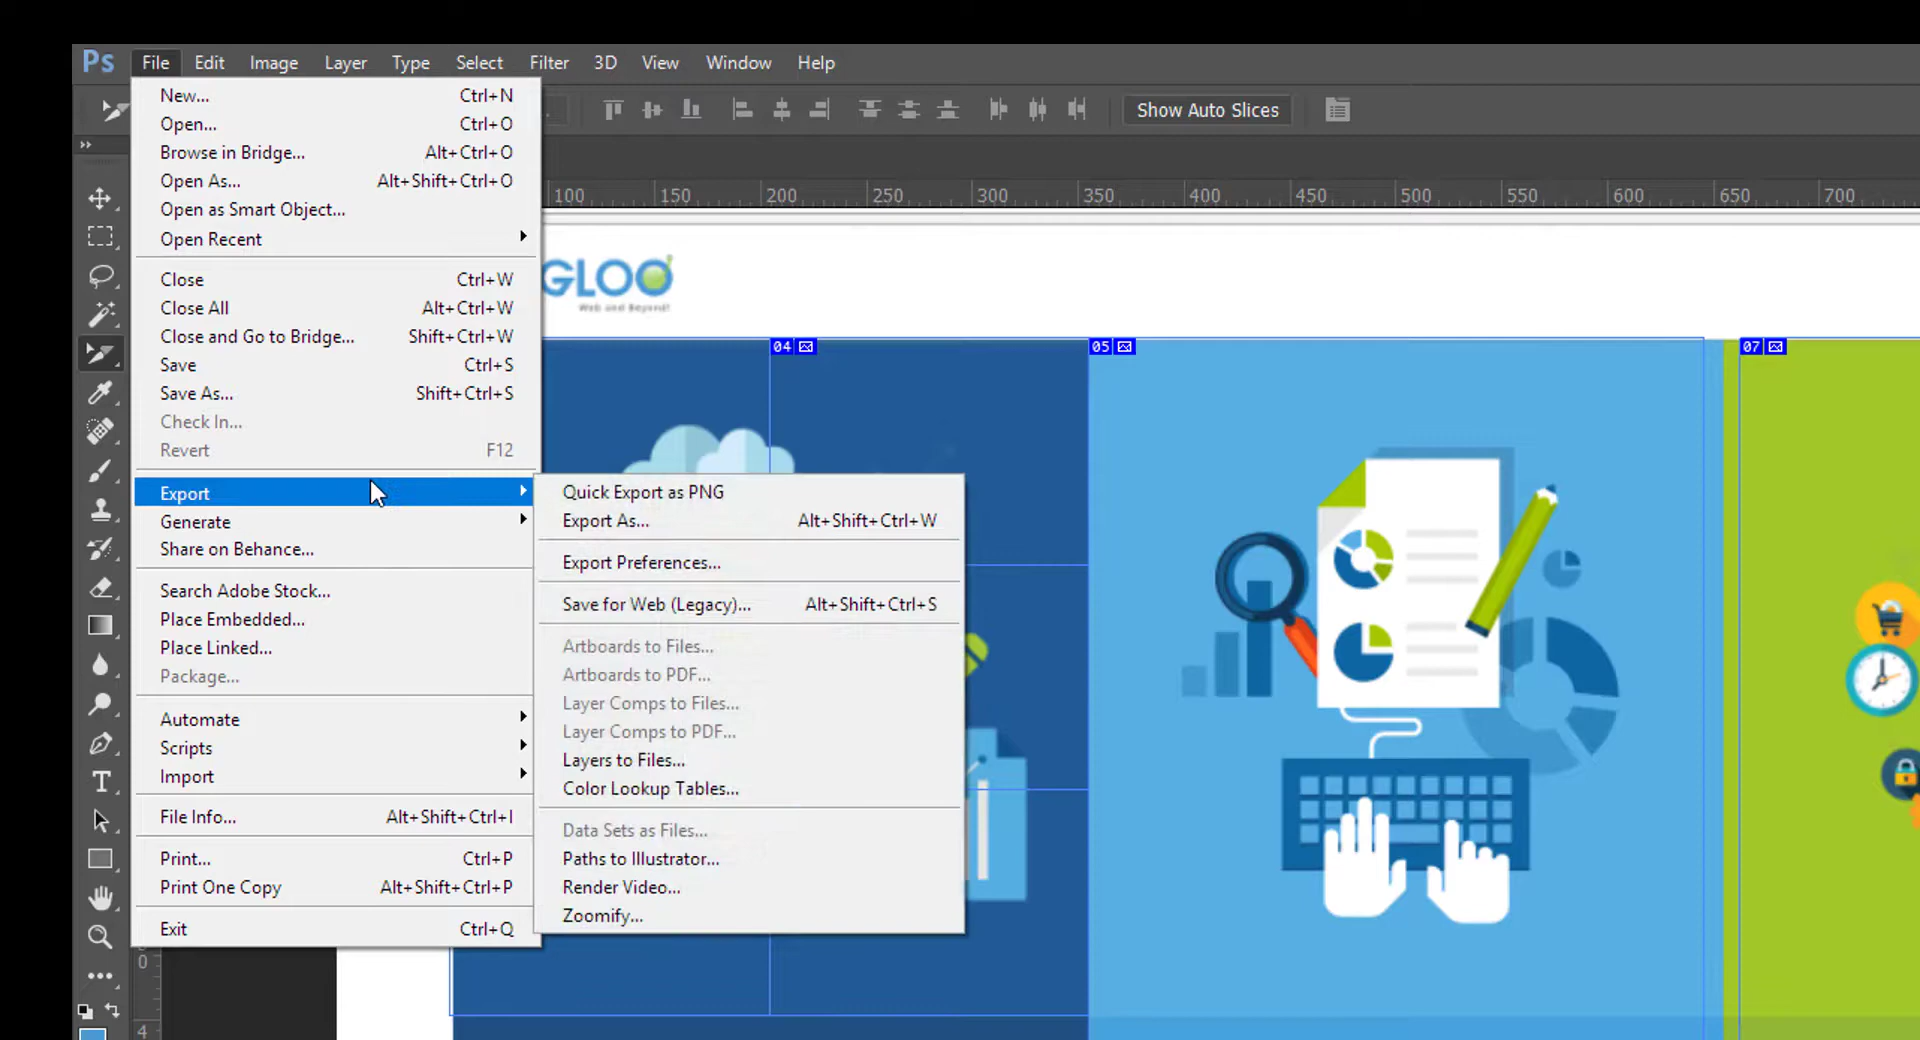 Ps File Edit Image Layer Type Select Filter 3D View Window Help
Show Auto Slices
100 150 200 250 300 350 400 450 500 550 600 650 700
New... Ctrl+N
Open... Ctrl+O
Browse in Bridge... Alt+Ctrl+O
Open As... Alt+Shift+Ctrl+O
Open as Smart Object...
Open Recent
Close Ctrl+W
Close All Alt+Ctrl+W
Close and Go to Bridge... Shift+Ctrl+W
Save Ctrl+S
Save As... Shift+Ctrl+S
Check In...
Revert F12
Export
Generate
Share on Behance...
Search Adobe Stock...
Place Embedded...
Place Linked...
Package...
Automate
Scripts
Import
File Info... Alt+Shift+Ctrl+I
Print... Ctrl+P
Print One Copy Alt+Shift+Ctrl+P
Exit Ctrl+Q
Quick Export as PNG
Export As... Alt+Shift+Ctrl+W
Export Preferences...
Save for Web (Legacy)... Alt+Shift+Ctrl+S
Artboards to Files...
Artboards to PDF...
Layer Comps to Files...
Layer Comps to PDF...
Layers to Files...
Color Lookup Tables...
Data Sets as Files...
Paths to Illustrator...
Render Video...
Zoomify...
GLOO
Web and Beyond!
04
05
07
0
4